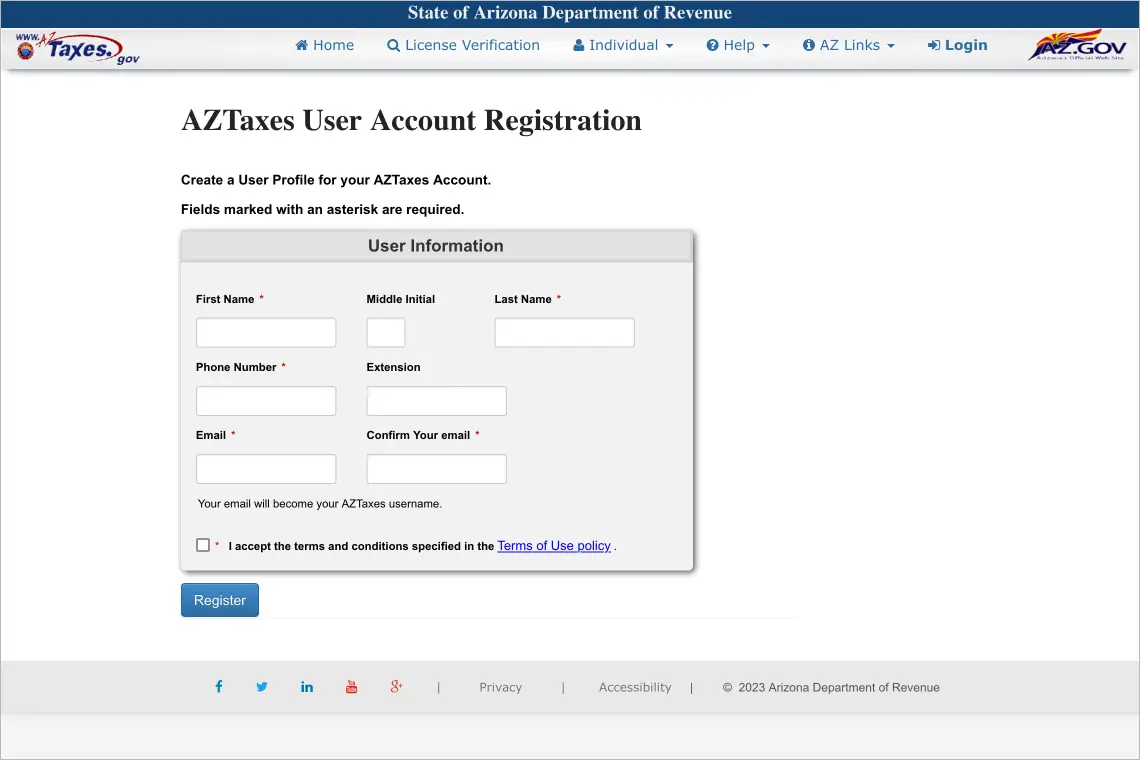 State of Arizona Department of Revenue
www.AZTaxes.gov Home License Verification Individual Help AZ Links Login AZ.GOV
Arizona's Official Web Site
AZTaxes User Account Registration
Create a User Profile for your AZTaxes Account.
Fields marked with an asterisk are required.
User Information
First Name * Middle Initial Last Name *
Phone Number * Extension
Email * Confirm Your email *
Your email will become your AZTaxes username.
* I accept the terms and conditions specified in the Terms of Use policy .
Register
| Privacy | Accessibility | © 2023 Arizona Department of Revenue